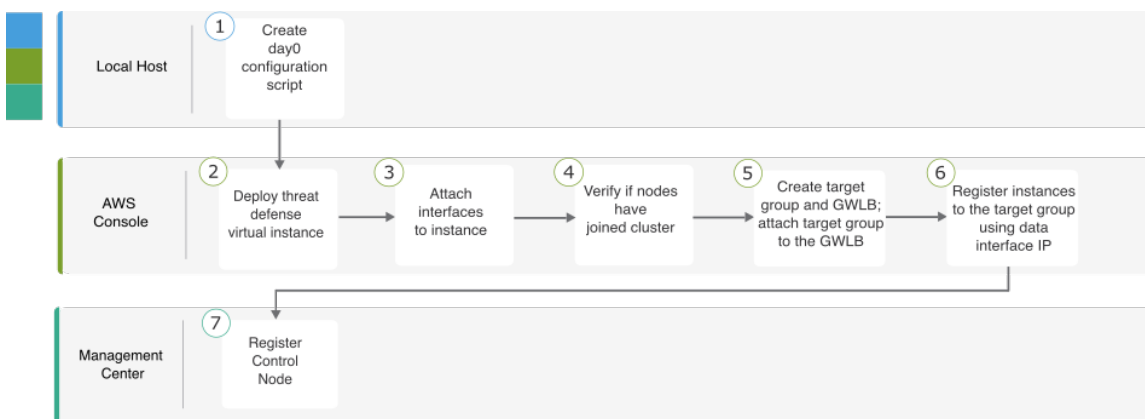 Local Host
1
Create
day0
configuration
script
AWS
Console
2
Deploy threat
defense
virtual instance
3
Attach
interfaces
to instance
4
Verify if nodes
have
joined cluster
5
Create target
group and GWLB;
attach target group
to the GWLB
6
Register instances
to the target group
using data
interface IP
Management
Center
7
Register
Control
Node